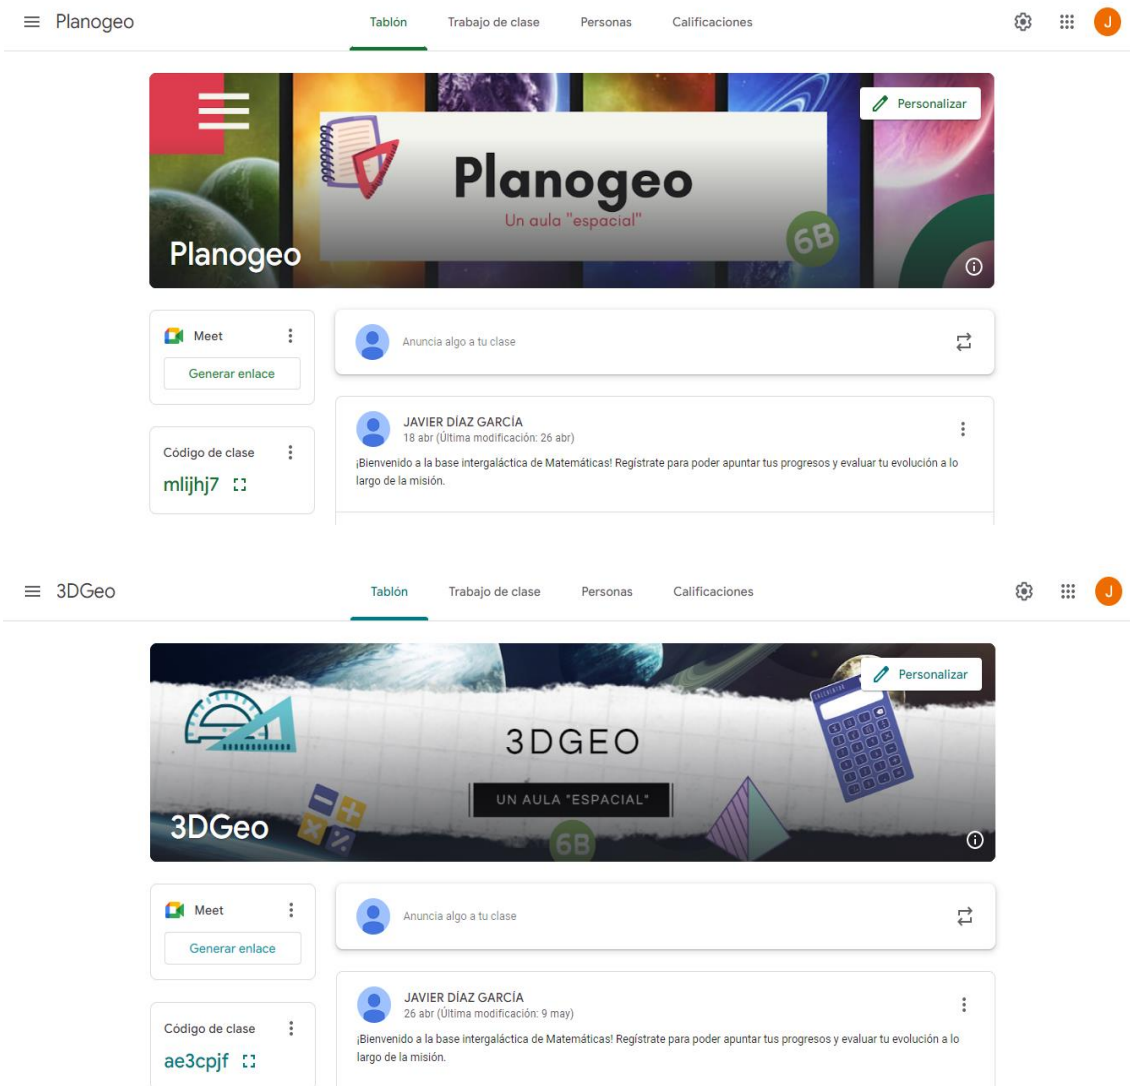 Planogeo
Tablón Trabajo de clase Personas Calificaciones
J
Personalizar
Planogeo
Un aula "espacial"
6B
Planogeo
Meet
Generar enlace
Anuncia algo a tu clase
JAVIER DÍAZ GARCÍA
18 abr (Última modificación: 26 abr)
¡Bienvenido a la base intergaláctica de Matemáticas! Regístrate para poder apuntar tus progresos y evaluar tu evolución a lo
largo de la misión.
Código de clase
mlijhj7
3DGeo
Tablón Trabajo de clase Personas Calificaciones
J
Personalizar
CALCULATOR
3DGEO
UN AULA "ESPACIAL"
6B
3DGeo
Meet
Generar enlace
Anuncia algo a tu clase
JAVIER DÍAZ GARCÍA
26 abr (Última modificación: 9 may)
¡Bienvenido a la base intergaláctica de Matemáticas! Regístrate para poder apuntar tus progresos y evaluar tu evolución a lo
largo de la misión.
Código de clase
ae3cpjf